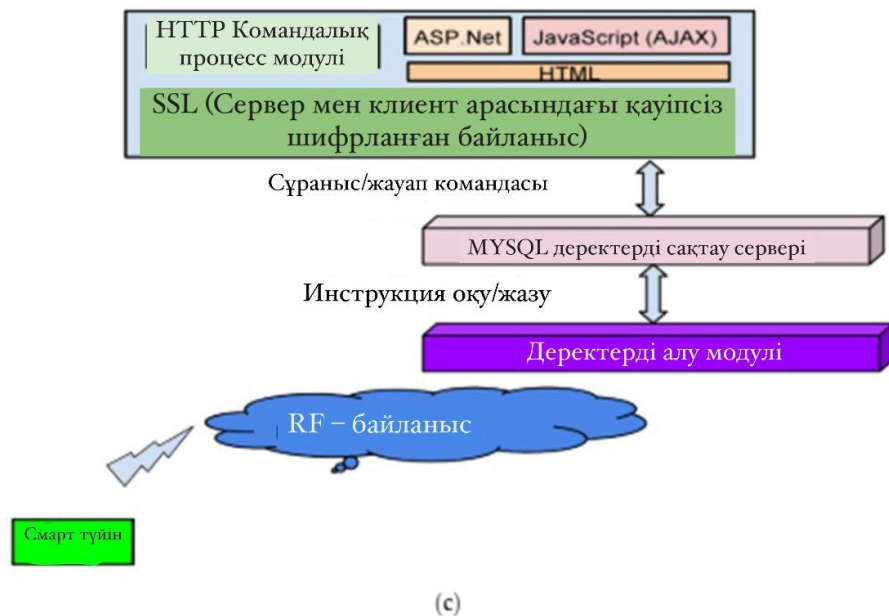 HTTP Командалық
процесс модулі
ASP.Net
JavaScript (AJAX)
HTML
SSL (Сервер мен клиент арасындағы қауіпсіз
шифрланған байланыс)
Сұраныс/жауап командасы
MYSQL деректерді сақтау сервері
Инструкция оқу/жазу
Деректерді алу модулі
RF – байланыс
Смарт түйін
(c)